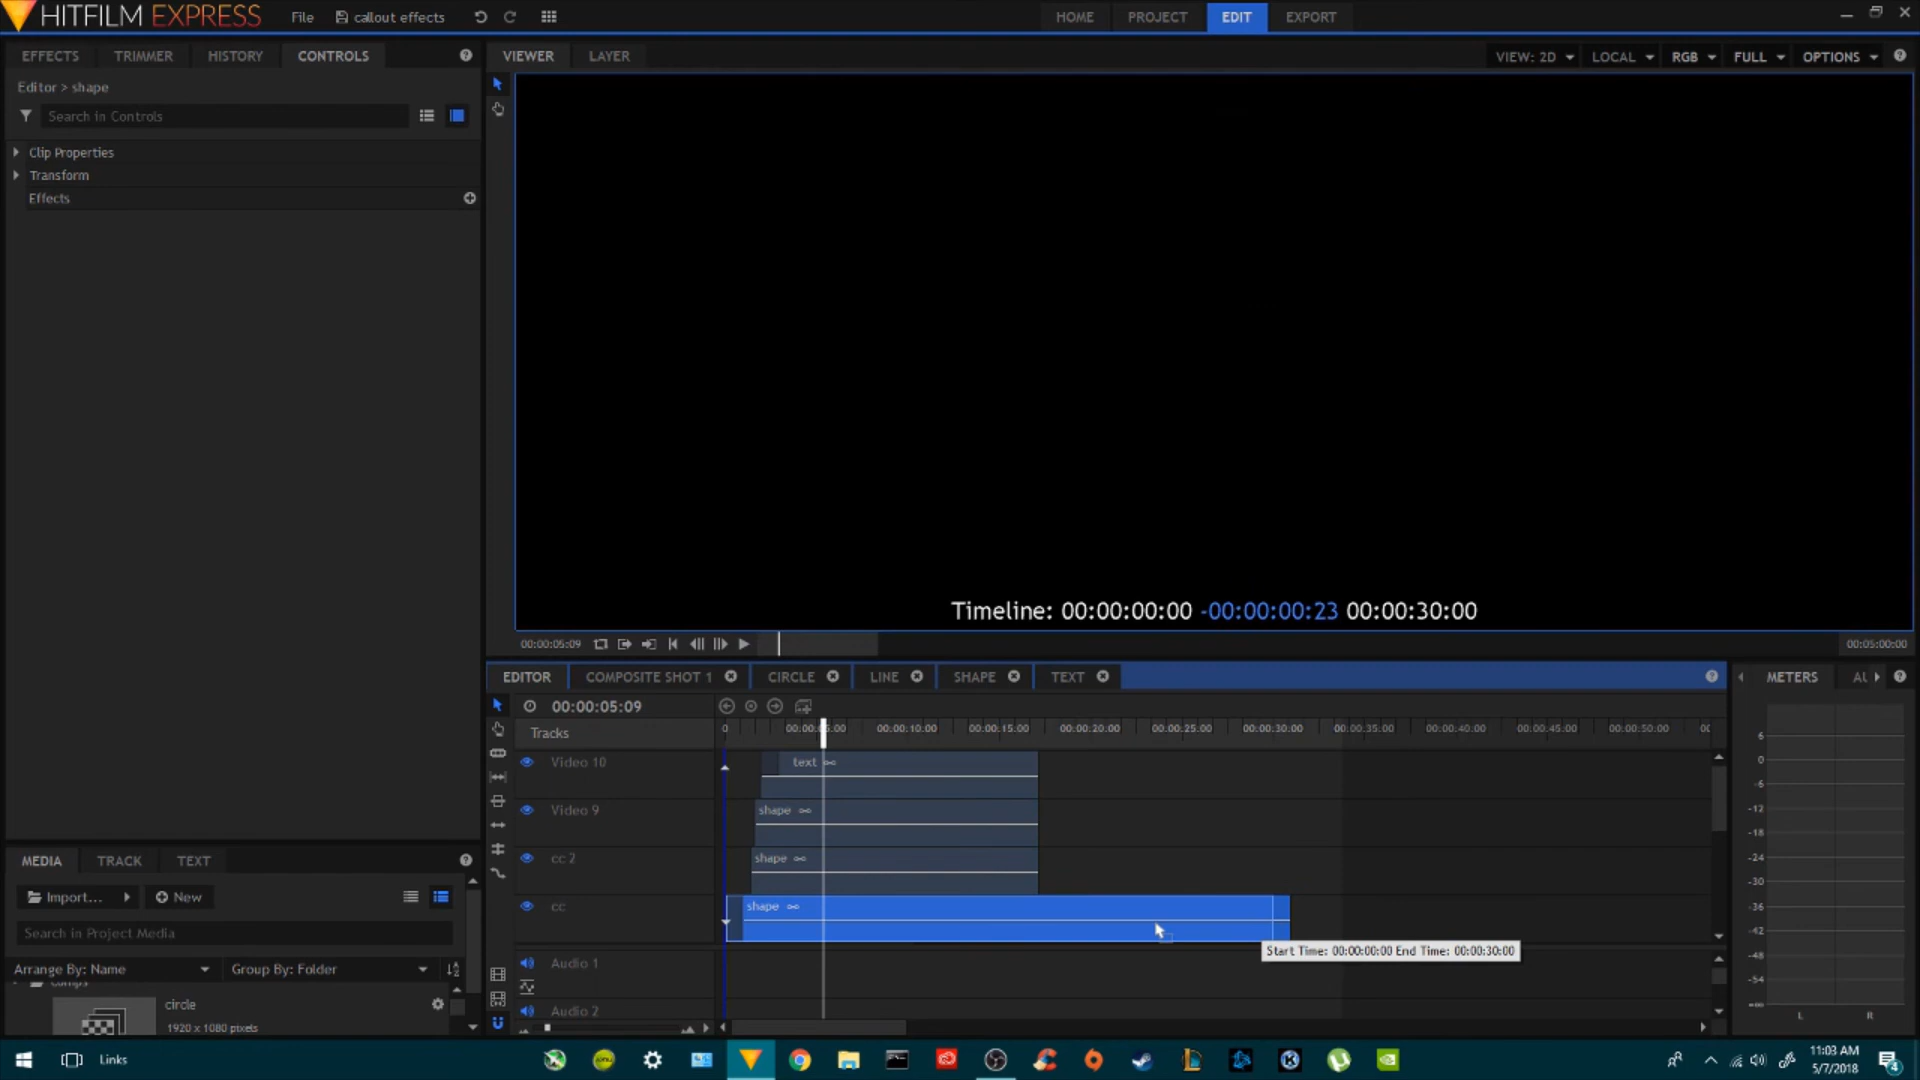 HITFILM EXPRESS
File
callout effects
HOME
PROJECT
EDIT
EXPORT
EFFECTS
TRIMMER
HISTORY
CONTROLS
VIEWER
LAYER
VIEW: 2D
LOCAL
RGB
FULL
OPTIONS
Editor > shape
Search in Controls
Clip Properties
Transform
Effects
Timeline: 00:00:00:00 -00:00:00:23 00:00:30:00
00:00:05:09
00:05:00:00
EDITOR
COMPOSITE SHOT 1
CIRCLE
LINE
SHAPE
TEXT
METERS
00:00:05:09
Tracks
0
00:00:10:00
00:00:15:00
00:00:20:00
00:00:25:00
00:00:30:00
00:00:35:00
00:00:40:00
00:00:45:00
00:00:50:00
Video 10
text
Video 9
shape
cc 2
shape
cc
shape
Start Time: 00:00:00:00 End Time: 00:00:30:00
Audio 1
Audio 2
6
0
-6
-12
-18
-24
-30
-36
-42
-48
-54
L
R
MEDIA
TRACK
TEXT
Import...
New
Search in Project Media
Arrange By: Name
Group By: Folder
circle
1920 x 1080 pixels
Links
11:03 AM
5/7/2018
4